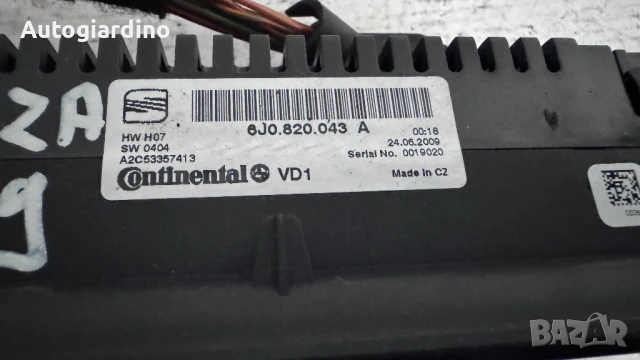 Autogiardino
ZA
9
6J0.820.043 A
HW H07
SW 0404
A2C53357413
00:18
24.06.2009
Serial No. 0019020
Continental VD1
Made in CZ
BAZAR